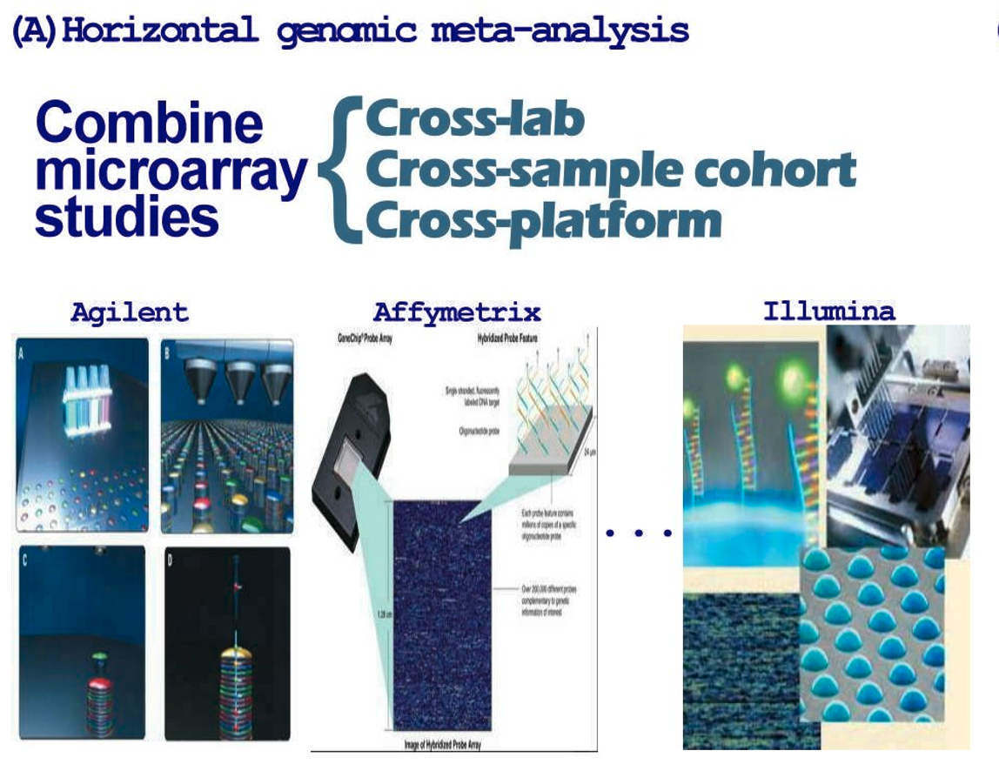 (A)Horizontal genomic meta-analysis
Combine
microarray
studies
Cross-lab
Cross-sample cohort
Cross-platform
Agilent
Affymetrix
Illumina
A
B
C
D
GeneChip® Probe Array
Hybridized Probe Feature
Single stranded, fluorescently
labeled DNA target
Oligonucleotide probe
24 µm
Each probe feature contains
millions of copies of a specific
oligonucleotide probe
Over 200,000 different probes
complementary to genetic
information of interest
1.28 cm
Image of Hybridized Probe Array
. . .